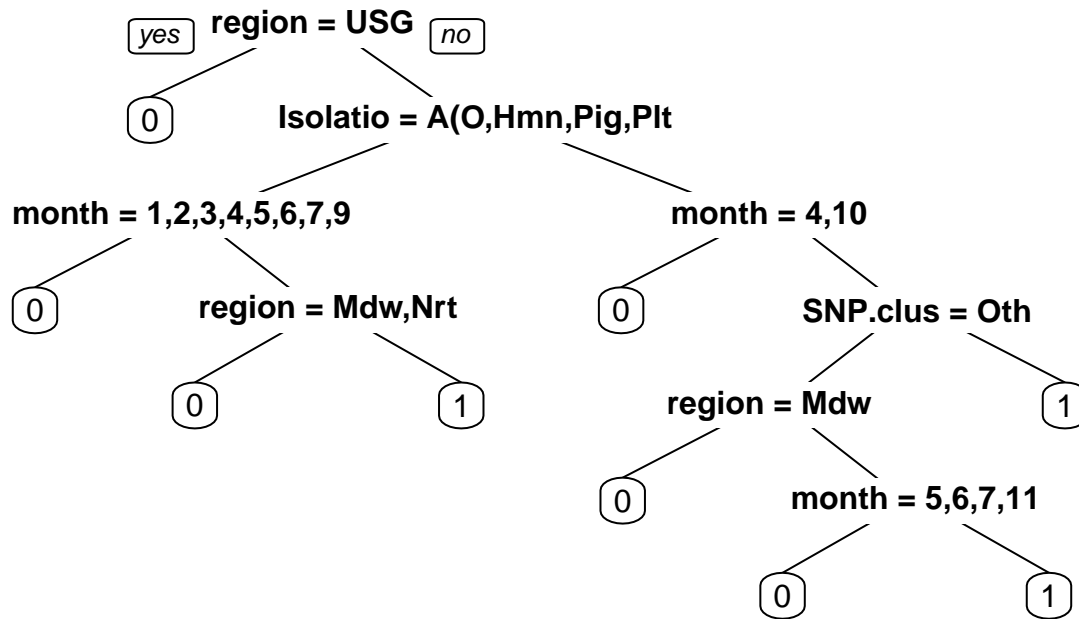 yes region = USG no
0 Isolatio = A(O,Hmn,Pig,Plt
month = 1,2,3,4,5,6,7,9 month = 4,10
0 region = Mdw,Nrt 0 SNP.clus = Oth
0 1 region = Mdw 1
0 month = 5,6,7,11
0 1